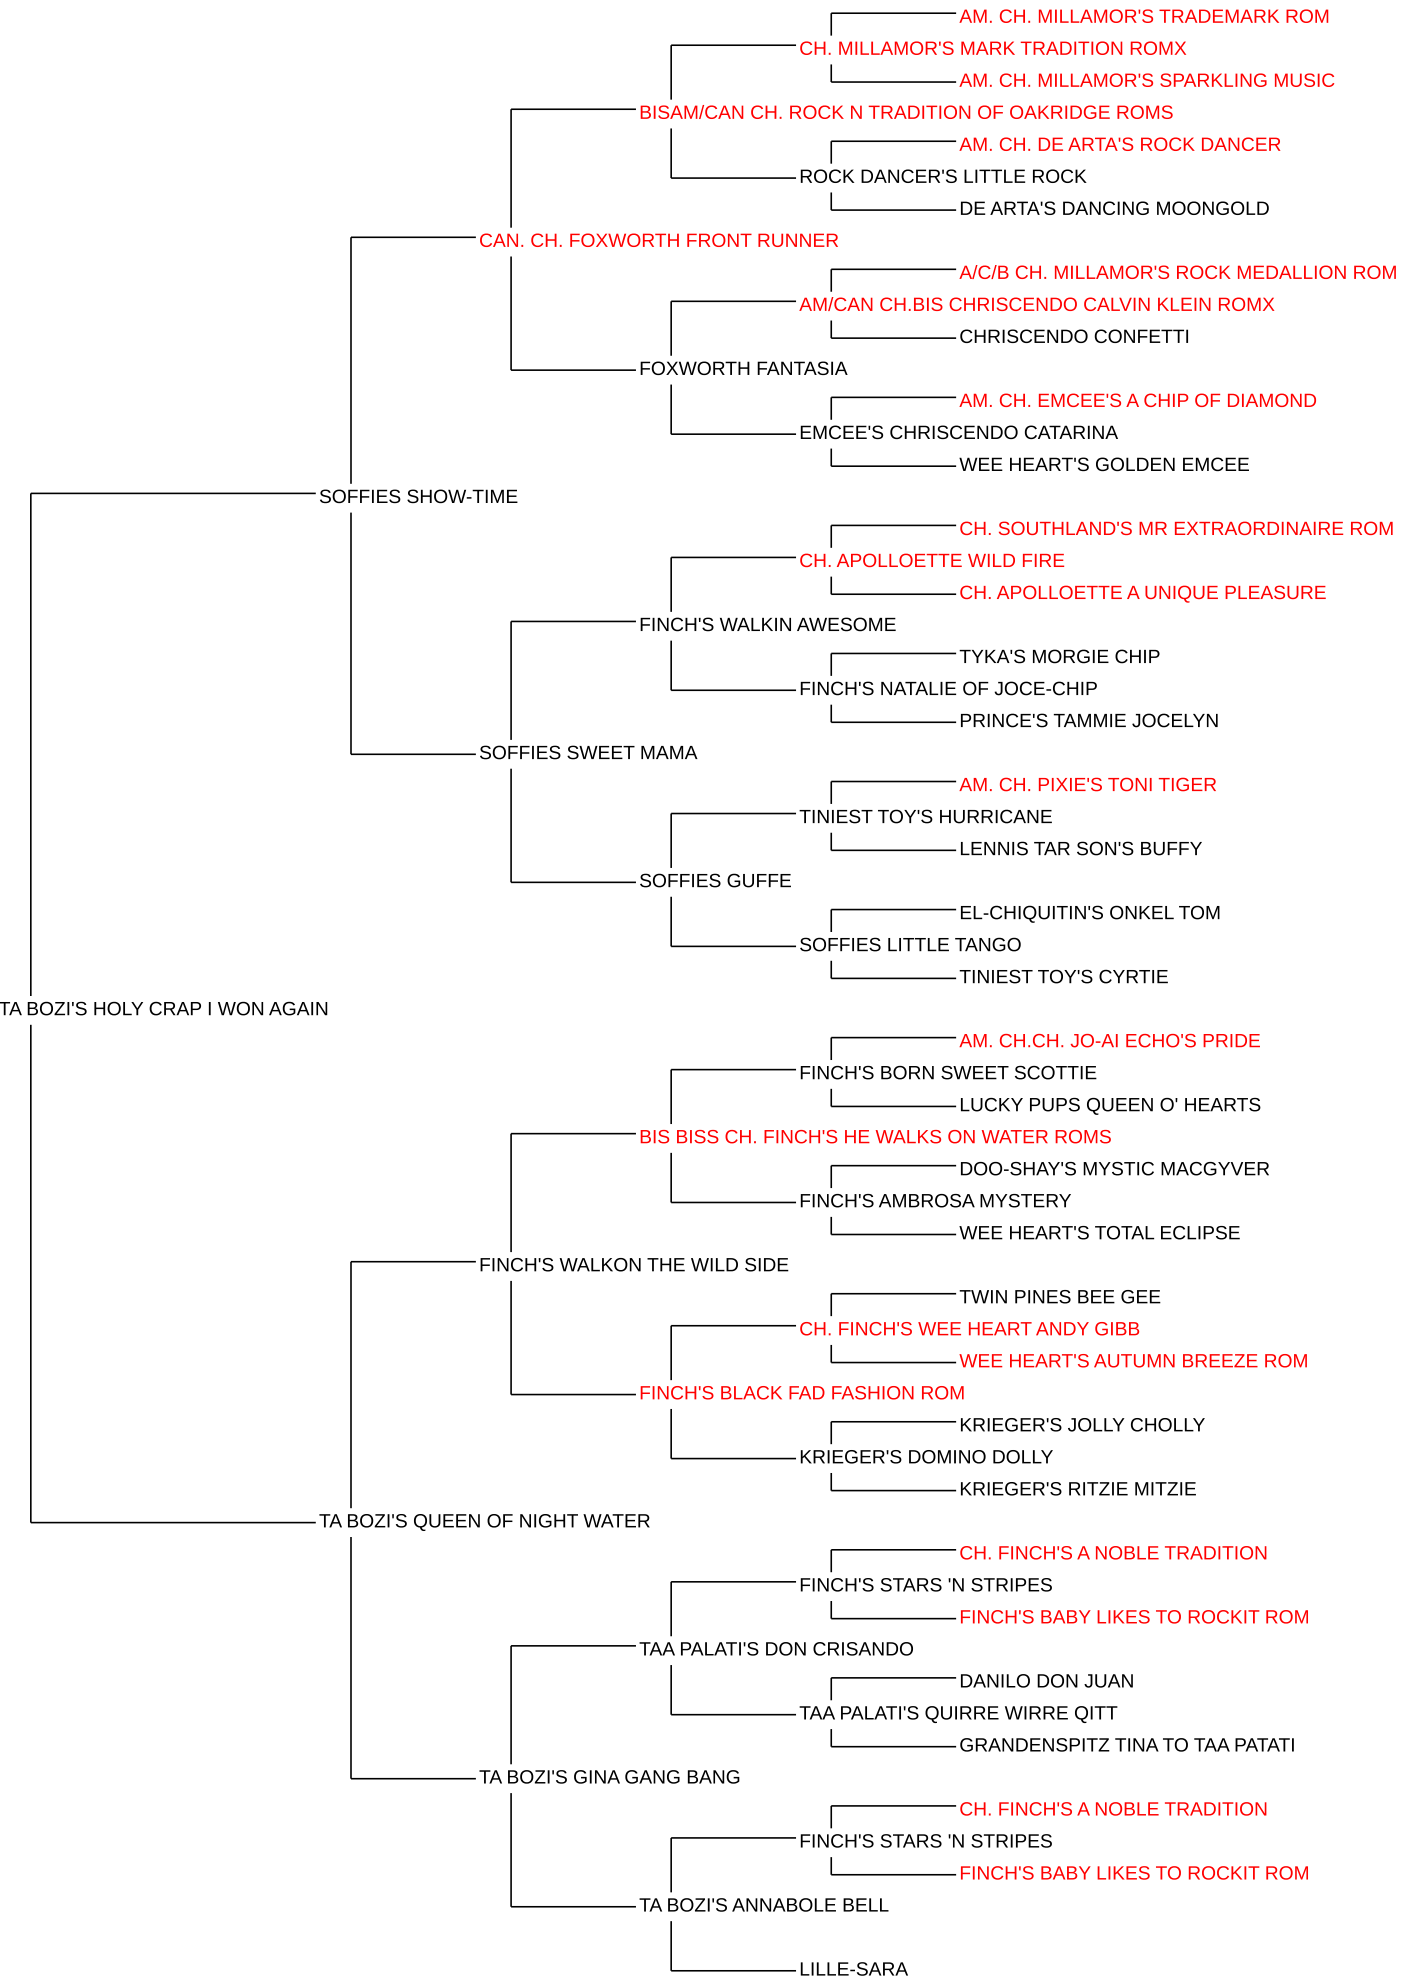 AM. CH. MILLAMOR'S TRADEMARK ROM
CH. MILLAMOR'S MARK TRADITION ROMX
AM. CH. MILLAMOR'S SPARKLING MUSIC
BISAM/CAN CH. ROCK N TRADITION OF OAKRIDGE ROMS
AM. CH. DE ARTA'S ROCK DANCER
ROCK DANCER'S LITTLE ROCK
DE ARTA'S DANCING MOONGOLD
CAN. CH. FOXWORTH FRONT RUNNER
A/C/B CH. MILLAMOR'S ROCK MEDALLION ROM
AM/CAN CH.BIS CHRISCENDO CALVIN KLEIN ROMX
CHRISCENDO CONFETTI
FOXWORTH FANTASIA
AM. CH. EMCEE'S A CHIP OF DIAMOND
EMCEE'S CHRISCENDO CATARINA
WEE HEART'S GOLDEN EMCEE
SOFFIES SHOW-TIME
CH. SOUTHLAND'S MR EXTRAORDINAIRE ROM
CH. APOLLOETTE WILD FIRE
CH. APOLLOETTE A UNIQUE PLEASURE
FINCH'S WALKIN AWESOME
TYKA'S MORGIE CHIP
FINCH'S NATALIE OF JOCE-CHIP
PRINCE'S TAMMIE JOCELYN
SOFFIES SWEET MAMA
AM. CH. PIXIE'S TONI TIGER
TINIEST TOY'S HURRICANE
LENNIS TAR SON'S BUFFY
SOFFIES GUFFE
EL-CHIQUITIN'S ONKEL TOM
SOFFIES LITTLE TANGO
TINIEST TOY'S CYRTIE
TA BOZI'S HOLY CRAP I WON AGAIN
AM. CH.CH. JO-AI ECHO'S PRIDE
FINCH'S BORN SWEET SCOTTIE
LUCKY PUPS QUEEN O' HEARTS
BIS BISS CH. FINCH'S HE WALKS ON WATER ROMS
DOO-SHAY'S MYSTIC MACGYVER
FINCH'S AMBROSA MYSTERY
WEE HEART'S TOTAL ECLIPSE
FINCH'S WALKON THE WILD SIDE
TWIN PINES BEE GEE
CH. FINCH'S WEE HEART ANDY GIBB
WEE HEART'S AUTUMN BREEZE ROM
FINCH'S BLACK FAD FASHION ROM
KRIEGER'S JOLLY CHOLLY
KRIEGER'S DOMINO DOLLY
KRIEGER'S RITZIE MITZIE
TA BOZI'S QUEEN OF NIGHT WATER
CH. FINCH'S A NOBLE TRADITION
FINCH'S STARS 'N STRIPES
FINCH'S BABY LIKES TO ROCKIT ROM
TAA PALATI'S DON CRISANDO
DANILO DON JUAN
TAA PALATI'S QUIRRE WIRRE QITT
GRANDENSPITZ TINA TO TAA PATATI
TA BOZI'S GINA GANG BANG
CH. FINCH'S A NOBLE TRADITION
FINCH'S STARS 'N STRIPES
FINCH'S BABY LIKES TO ROCKIT ROM
TA BOZI'S ANNABOLE BELL
LILLE-SARA